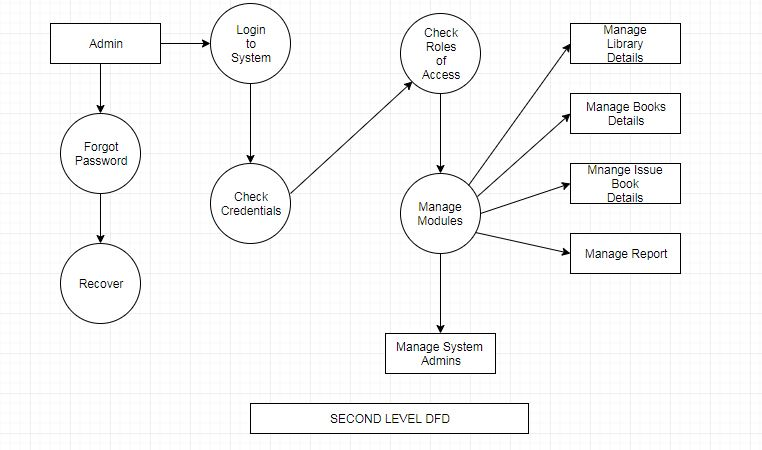 Admin
Login
to
System
Check
Roles
of
Access
Manage
Library
Details
Manage Books
Details
Forgot
Password
Check
Credentials
Manage
Modules
Mnange Issue
Book
Details
Manage Report
Recover
Manage System
Admins
SECOND LEVEL DFD